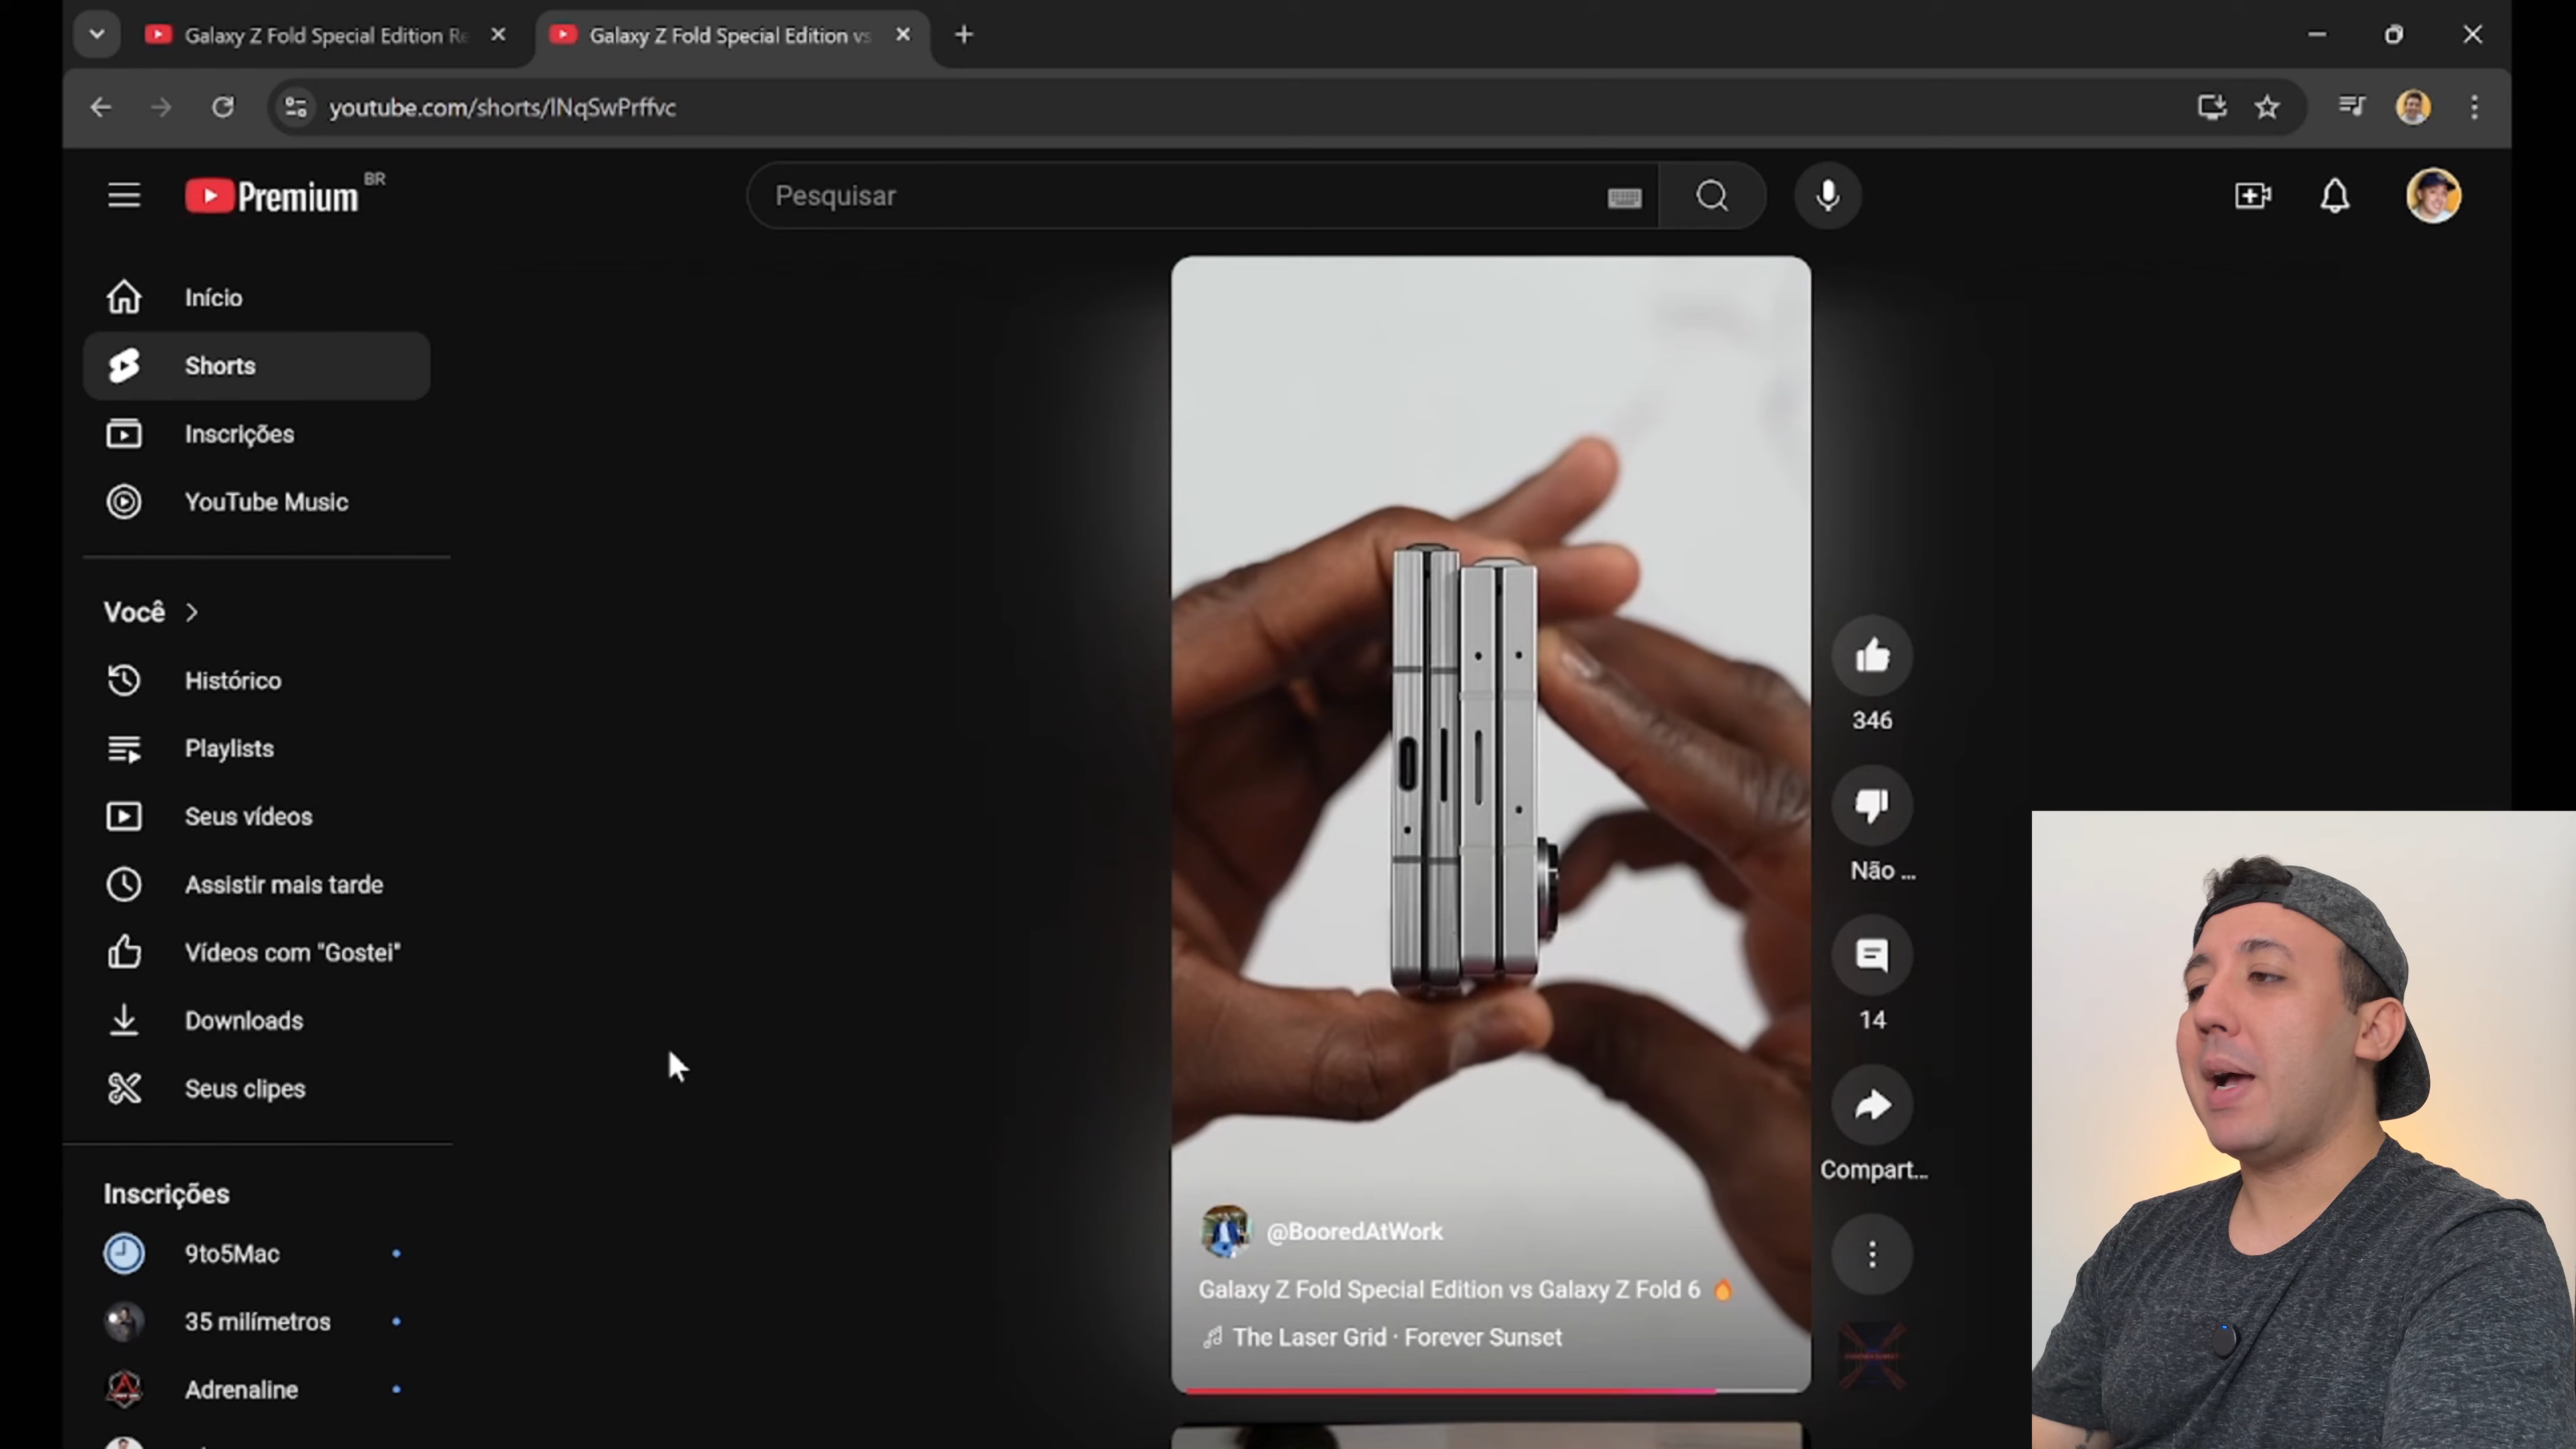 Galaxy Z Fold Special Edition Re
Galaxy Z Fold Special Edition vs
youtube.com/shorts/lNqSwPrffvc
Premium BR
Pesquisar
Início
Shorts
Inscrições
YouTube Music
Você
Histórico
Playlists
Seus vídeos
Assistir mais tarde
Vídeos com "Gostei"
Downloads
Seus clipes
Inscrições
9to5Mac
35 milímetros
Adrenaline
346
Não ...
14
Compart...
@BooredAtWork
Galaxy Z Fold Special Edition vs Galaxy Z Fold 6 🔥
The Laser Grid · Forever Sunset